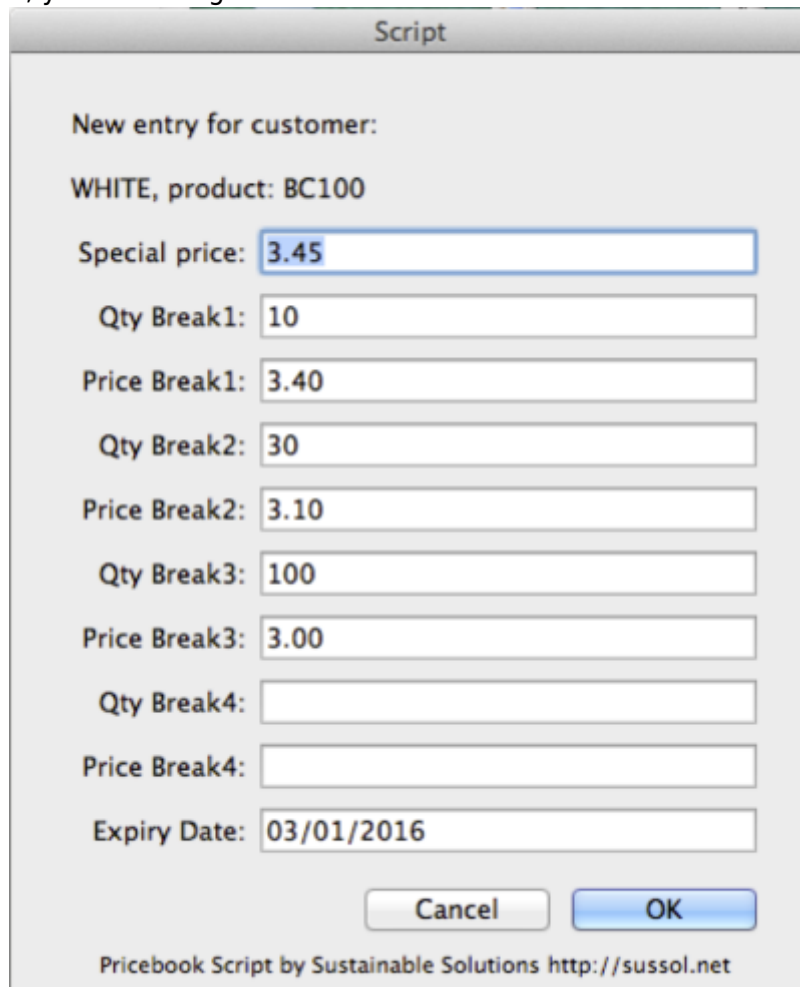 Script
New entry for customer:
WHITE, product: BC100
Special price: 3.45
Qty Break1: 10
Price Break1: 3.40
Qty Break2: 30
Price Break2: 3.10
Qty Break3: 100
Price Break3: 3.00
Qty Break4:
Price Break4:
Expiry Date: 03/01/2016
Cancel OK
Pricebook Script by Sustainable Solutions http://sussol.net